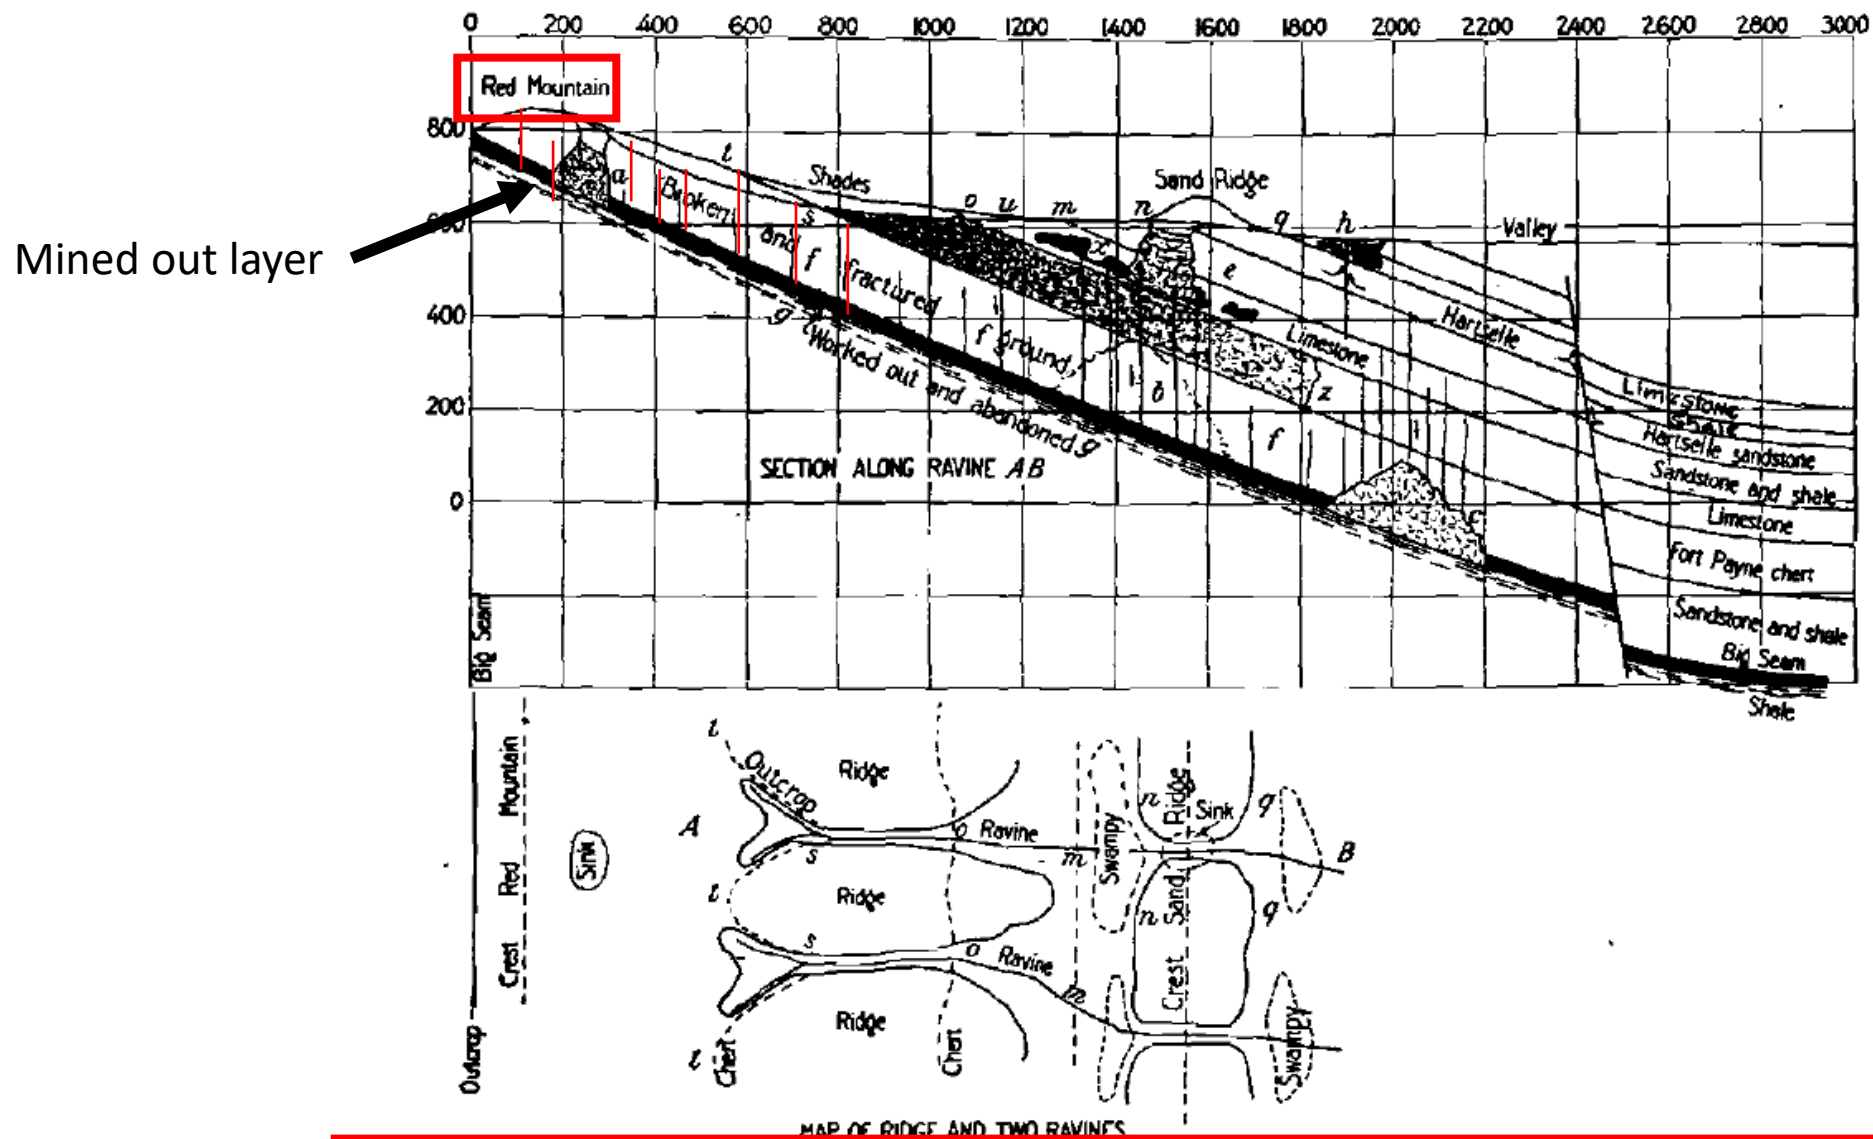 0 200 400 600 800 1000 1200 1400 1600 1800 2000 2200 2400 2600 2800 3000
Red Mountain
800
l
Shades
Sand Ridge
a
Broken
s
o u m n q h
Valley
600
Mined out layer
and f
x
e
fractured
400
g
Worked out and abandoned g
f ground,
Limestone
Hartselle
b
z
Limestone
Shale
200
f
Hartselle sandstone
SECTION ALONG RAVINE AB
Sandstone and shale
0
c
Limestone
Fort Payne chert
Big Seam
Sandstone and shale
Big Seam
Shale
l
Outcrop
Ridge
Crest Red Mountain
A
Sink
s
o Ravine
m
Swampy
n
Ridge
Sink
q
B
l
Ridge
n
Crest Sand
q
s
o Ravine
m
Ridge
l
Chert
Chert
Swampy
Outcrop
MAP OF RIDGE AND TWO RAVINES